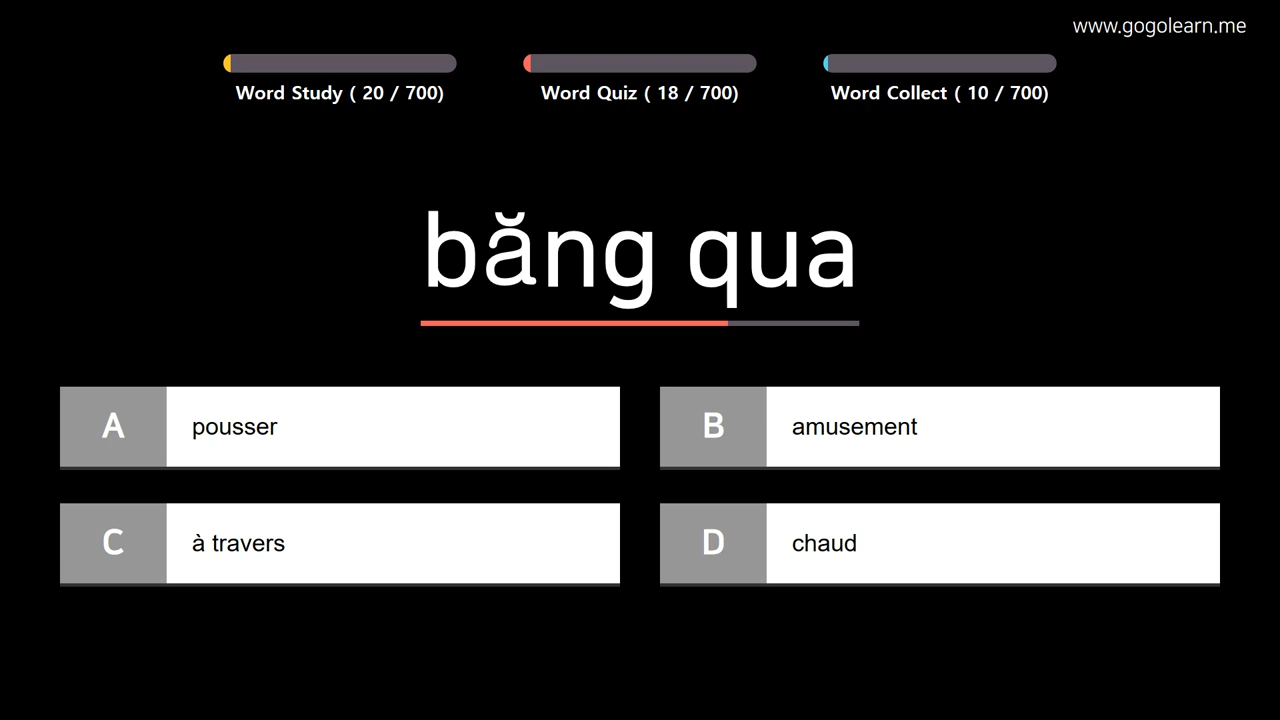 www.gogolearn.me
Word Study ( 20 / 700)
Word Quiz ( 18 / 700)
Word Collect ( 10 / 700)
băng qua
A pousser
B amusement
C à travers
D chaud